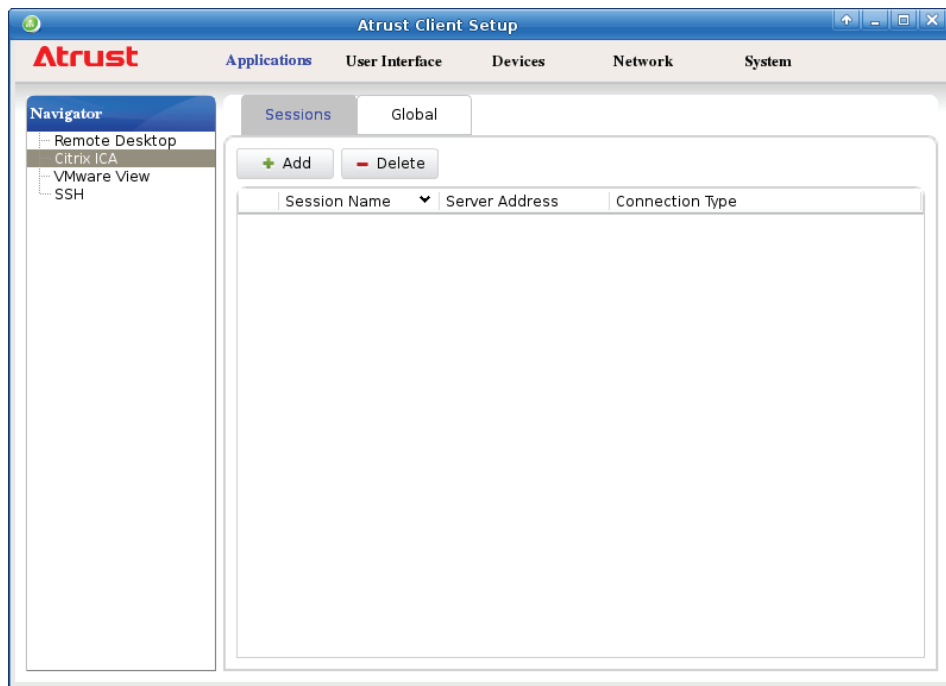 Atrust Client Setup
Atrust
Applications User Interface Devices Network System
Navigator
Remote Desktop
Citrix ICA
VMware View
SSH
Sessions Global
Add Delete
Session Name Server Address Connection Type